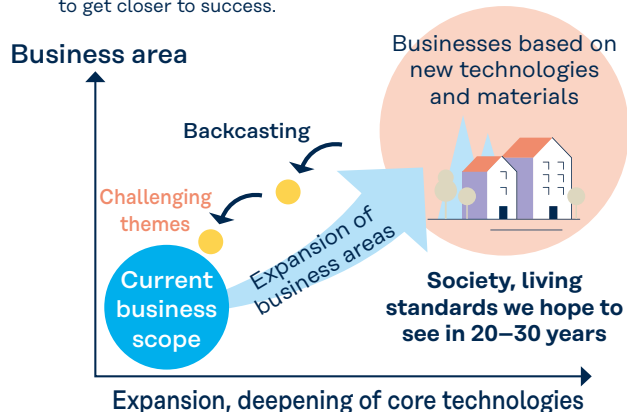 to get closer to success.
Business area
Businesses based on
new technologies
and materials
Backcasting
Challenging
themes
Expansion of
business areas
Current
business
scope
Society, living
standards we hope to
see in 20–30 years
Expansion, deepening of core technologies